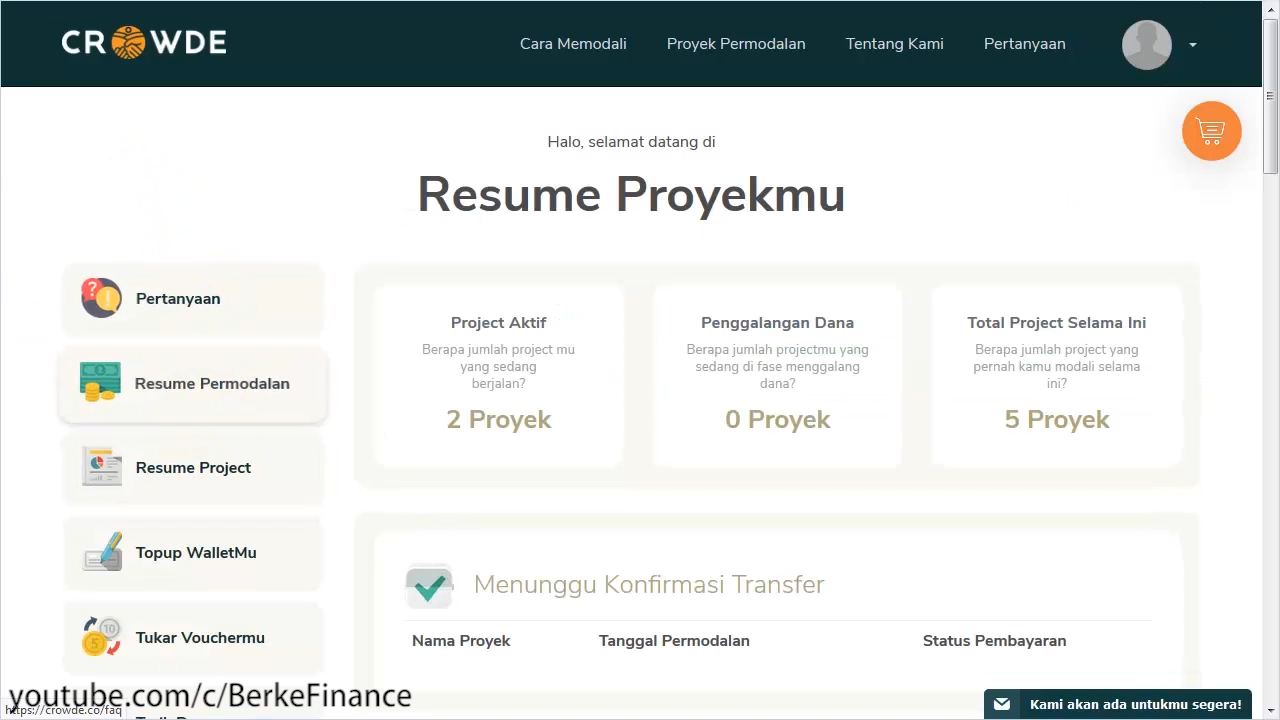 CROWDE
Cara Memodali
Proyek Permodalan
Tentang Kami
Pertanyaan
Halo, selamat datang di
Resume Proyekmu
Pertanyaan
Resume Permodalan
Resume Project
Topup WalletMu
Tukar Vouchermu
Project Aktif
Berapa jumlah project mu
yang sedang
berjalan?
2 Proyek
Penggalangan Dana
Berapa jumlah projectmu yang
sedang di fase menggalang
dana?
0 Proyek
Total Project Selama Ini
Berapa jumlah project yang
pernah kamu modali selama
ini?
5 Proyek
Menunggu Konfirmasi Transfer
Nama Proyek
Tanggal Permodalan
Status Pembayaran
youtube.com/c/BerkeFinance
https://crowde.co/faq
Kami akan ada untukmu segera!